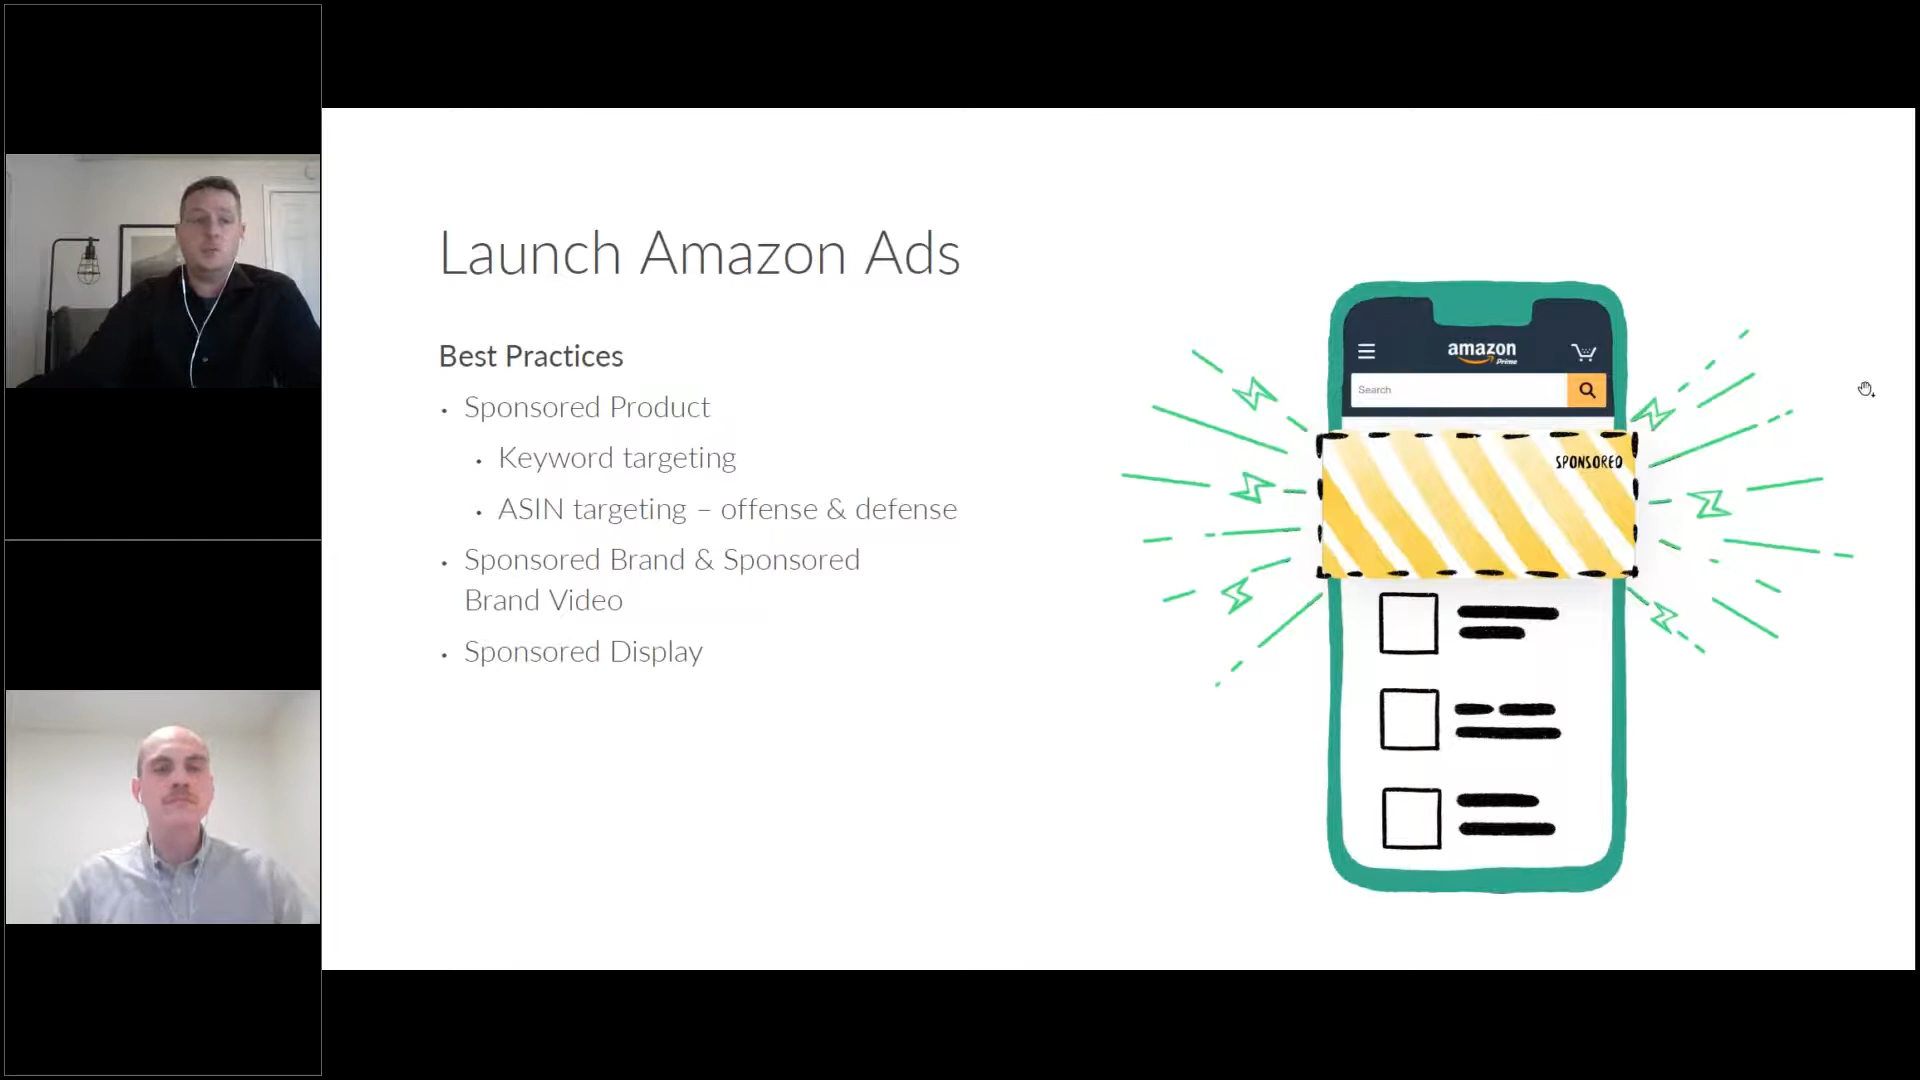 Launch Amazon Ads
Best Practices
• Sponsored Product
• Keyword targeting
• ASIN targeting – offense & defense
• Sponsored Brand & Sponsored
Brand Video
• Sponsored Display
amazon
Prime
Search
SPONSORED